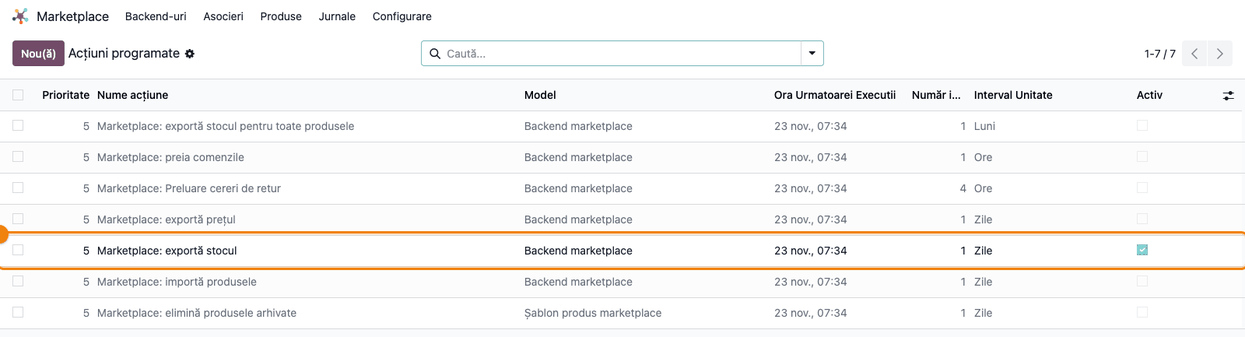 Marketplace Backend-uri Asocieri Produse Jurnale Configurare
Nou(ă) Acțiuni programate Caută... 1-7 / 7
Prioritate Nume acțiune Model Ora Urmatoarei Executii Număr i... Interval Unitate Activ
5 Marketplace: exportă stocul pentru toate produsele Backend marketplace 23 nov., 07:34 1 Luni
5 Marketplace: preia comenzile Backend marketplace 23 nov., 07:34 1 Ore
5 Marketplace: Preluare cereri de retur Backend marketplace 23 nov., 07:34 4 Ore
5 Marketplace: exportă prețul Backend marketplace 23 nov., 07:34 1 Zile
5 Marketplace: exportă stocul Backend marketplace 23 nov., 07:34 1 Zile
5 Marketplace: importă produsele Backend marketplace 23 nov., 07:34 1 Zile
5 Marketplace: elimină produsele arhivate Șablon produs marketplace 23 nov., 07:34 1 Zile